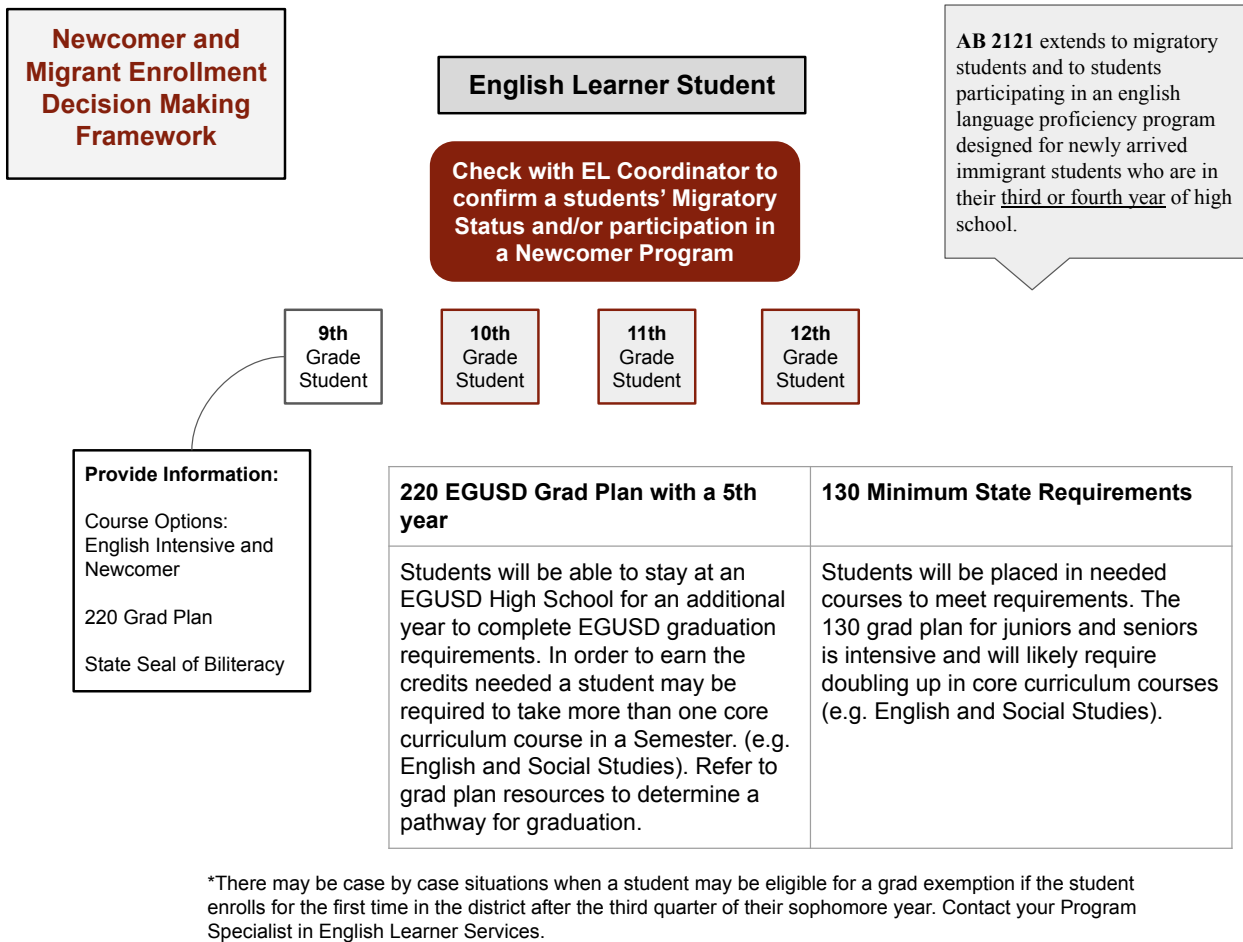 Newcomer and
Migrant Enrollment
Decision Making
Framework
English Learner Student
AB 2121 extends to migratory
students and to students
participating in an english
language proficiency program
designed for newly arrived
immigrant students who are in
their third or fourth year of high
school.
Check with EL Coordinator to
confirm a students' Migratory
Status and/or participation in
a Newcomer Program
9th
Grade
Student
10th
Grade
Student
11th
Grade
Student
12th
Grade
Student
Provide Information:
Course Options:
English Intensive and
Newcomer
220 Grad Plan
State Seal of Biliteracy
220 EGUSD Grad Plan with a 5th
year
Students will be able to stay at an
EGUSD High School for an additional
year to complete EGUSD graduation
requirements. In order to earn the
credits needed a student may be
required to take more than one core
curriculum course in a Semester. (e.g.
English and Social Studies). Refer to
grad plan resources to determine a
pathway for graduation.
130 Minimum State Requirements
Students will be placed in needed
courses to meet requirements. The
130 grad plan for juniors and seniors
is intensive and will likely require
doubling up in core curriculum courses
(e.g. English and Social Studies).
*There may be case by case situations when a student may be eligible for a grad exemption if the student
enrolls for the first time in the district after the third quarter of their sophomore year. Contact your Program
Specialist in English Learner Services.